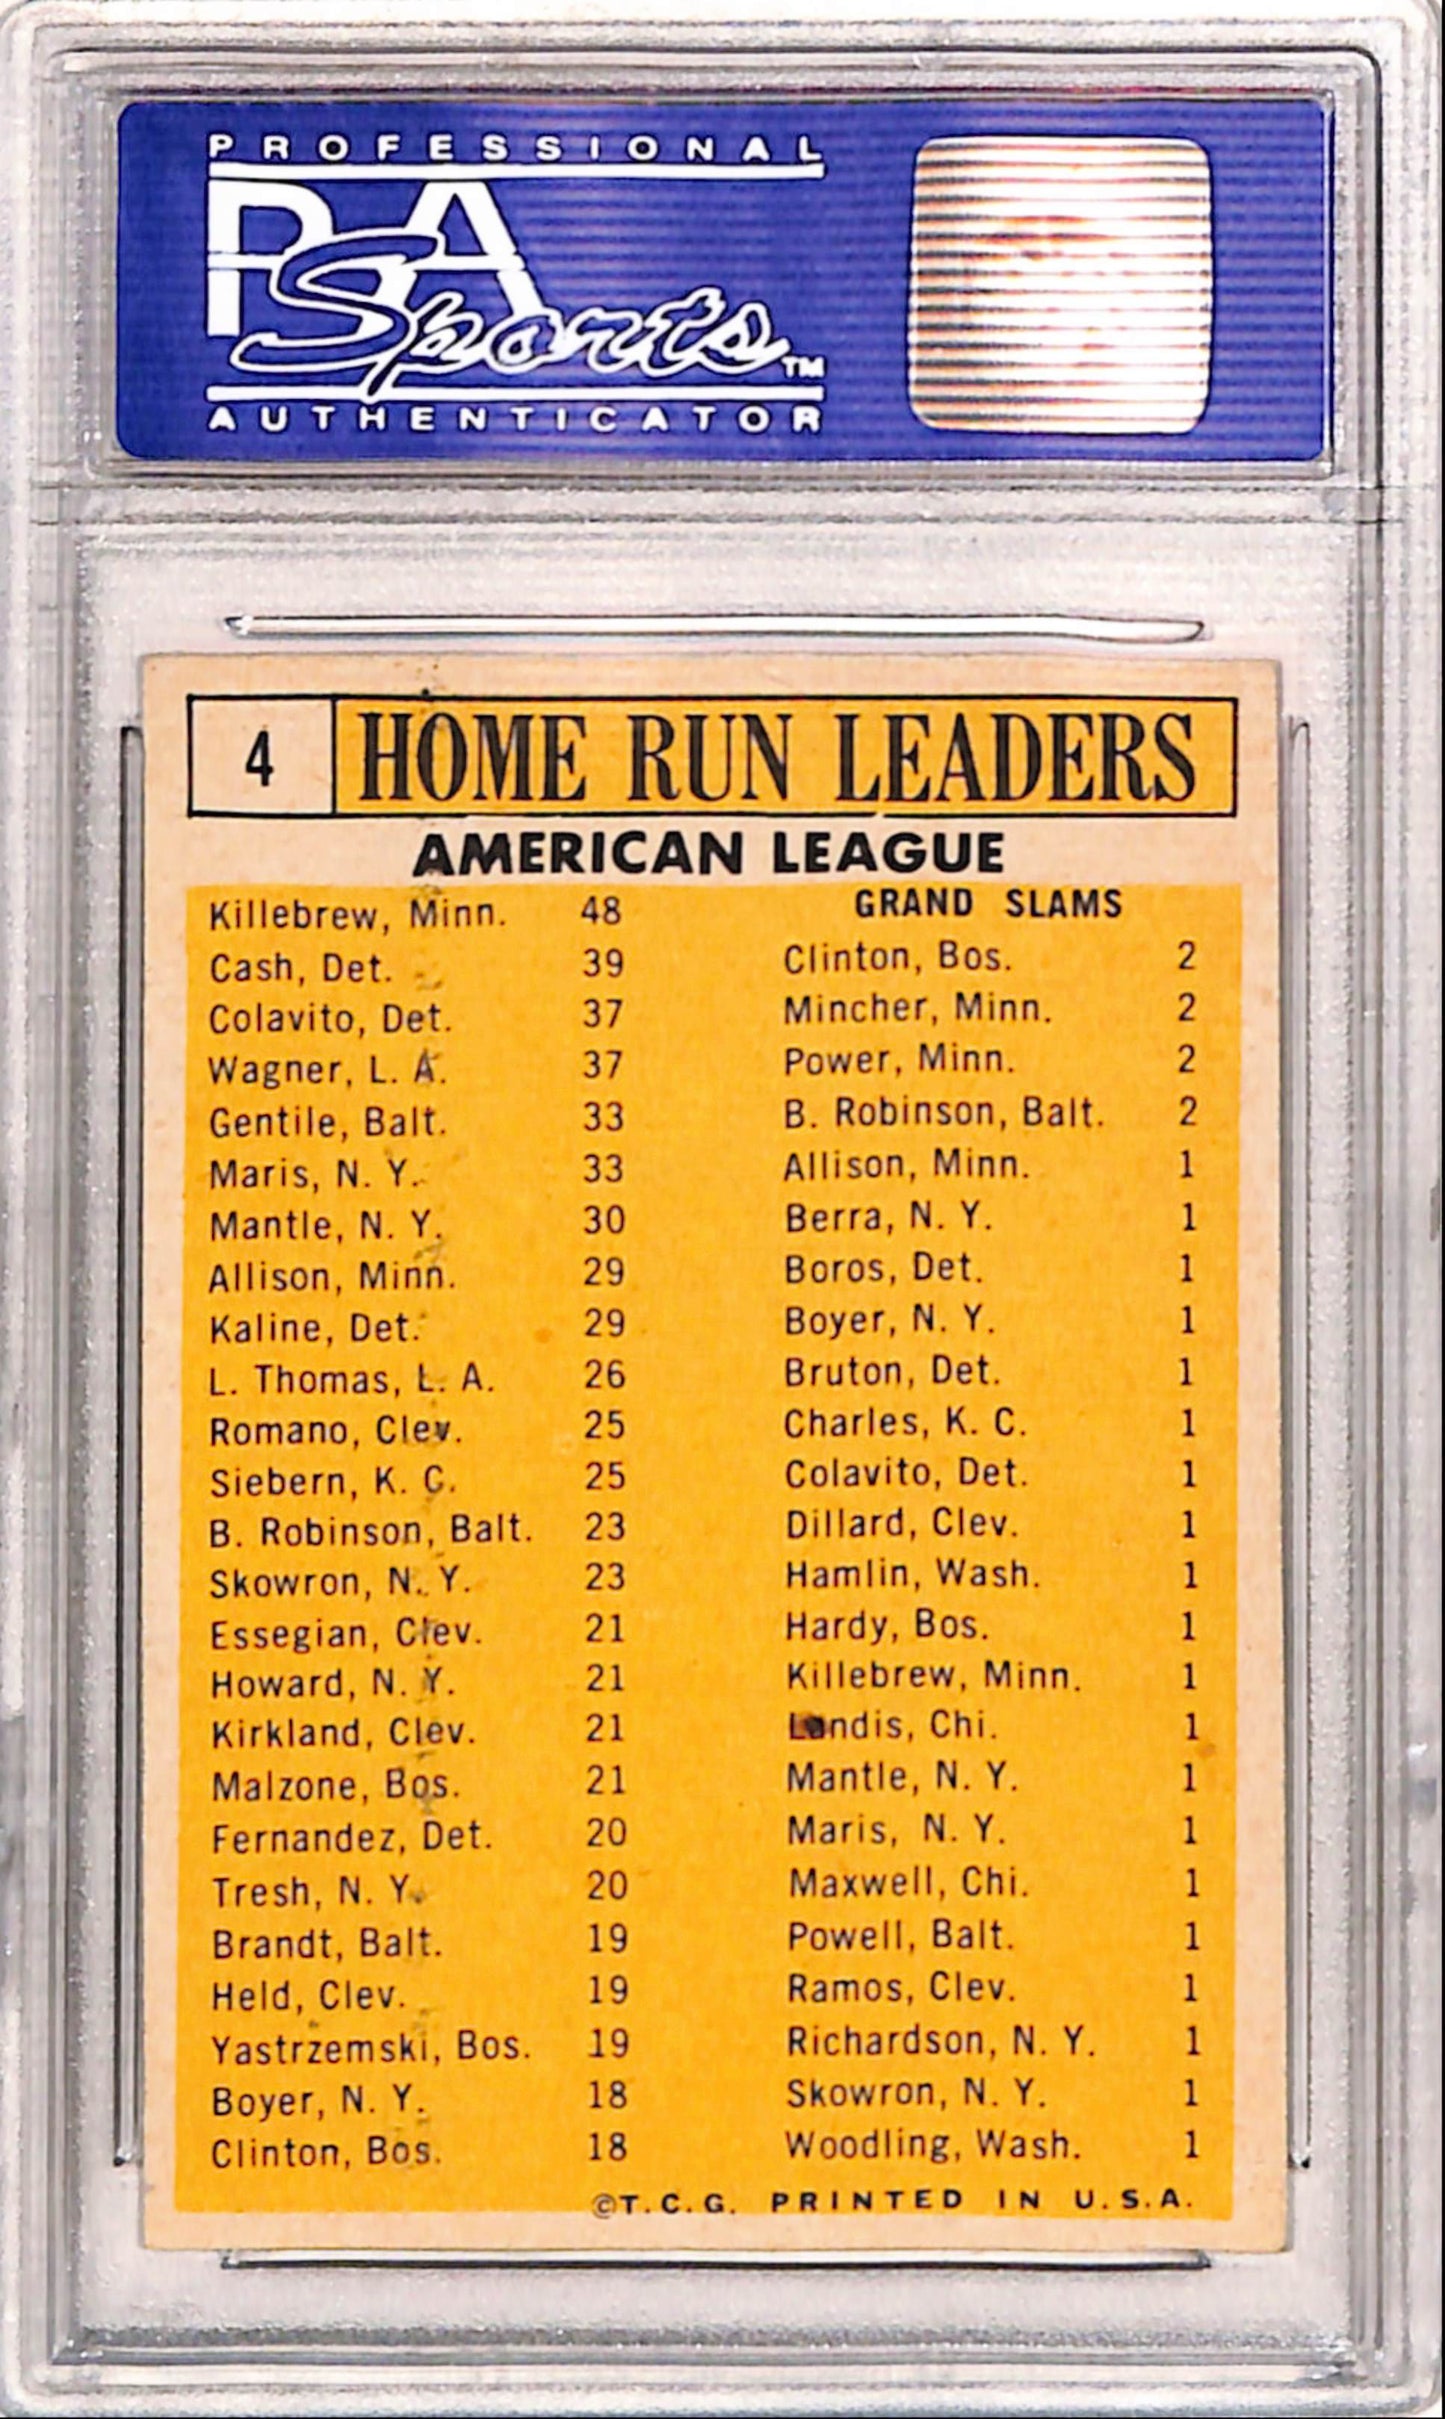 PROFESSIONAL
PSA
Sports™
AUTHENTICATOR
4 HOME RUN LEADERS
AMERICAN LEAGUE
Killebrew, Minn. 48
Cash, Det. 39
Colavito, Det. 37
Wagner, L. A. 37
Gentile, Balt. 33
Maris, N. Y. 33
Mantle, N. Y. 30
Allison, Minn. 29
Kaline, Det. 29
L. Thomas, L. A. 26
Romano, Clev. 25
Siebern, K. C. 25
B. Robinson, Balt. 23
Skowron, N. Y. 23
Essegian, Clev. 21
Howard, N. Y. 21
Kirkland, Clev. 21
Malzone, Bos. 21
Fernandez, Det. 20
Tresh, N. Y. 20
Brandt, Balt. 19
Held, Clev. 19
Yastrzemski, Bos. 19
Boyer, N. Y. 18
Clinton, Bos. 18
GRAND SLAMS
Clinton, Bos. 2
Mincher, Minn. 2
Power, Minn. 2
B. Robinson, Balt. 2
Allison, Minn. 1
Berra, N. Y. 1
Boros, Det. 1
Boyer, N. Y. 1
Bruton, Det. 1
Charles, K. C. 1
Colavito, Det. 1
Dillard, Clev. 1
Hamlin, Wash. 1
Hardy, Bos. 1
Killebrew, Minn. 1
Landis, Chi. 1
Mantle, N. Y. 1
Maris, N. Y. 1
Maxwell, Chi. 1
Powell, Balt. 1
Ramos, Clev. 1
Richardson, N. Y. 1
Skowron, N. Y. 1
Woodling, Wash. 1
©T.C.G. PRINTED IN U.S.A.